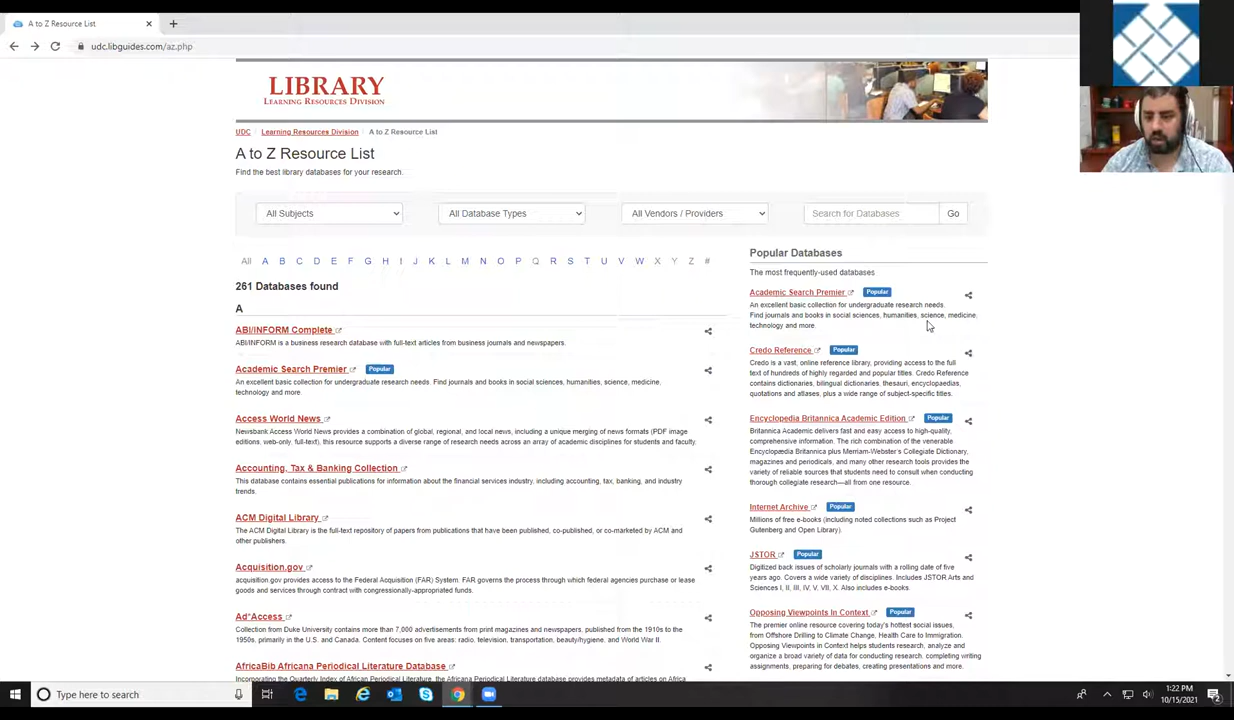 A to Z Resource List
udc.libguides.com/az.php
LIBRARY
LEARNING RESOURCES DIVISION
UDC Learning Resources Division A to Z Resource List
A to Z Resource List
Find the best library databases for your research.
All Subjects All Database Types All Vendors / Providers Search for Databases Go
All A B C D E F G H I J K L M N O P Q R S T U V W X Y Z #
261 Databases found
A
ABI/INFORM Complete
ABI/INFORM is a business research database with full-text articles from business journals and newspapers.
Academic Search Premier Popular
An excellent basic collection for undergraduate research needs. Find journals and books in social sciences, humanities, science, medicine,
technology and more.
Access World News
Newsbank Access World News provides a combination of global, regional, and local news, including a unique merging of news formats (PDF image
editions, web-only, full-text), this resource supports a diverse range of research needs across an array of academic disciplines for students and faculty.
Accounting, Tax & Banking Collection
This database contains essential publications for information about the financial services industry, including accounting, tax, banking, and industry
trends.
ACM Digital Library
The ACM Digital Library is the full-text repository of papers from publications that have been published, co-published, or co-marketed by ACM and
other publishers.
Acquisition.gov
acquisition.gov provides access to the Federal Acquisition (FAR) System. FAR governs the process through which federal agencies purchase or lease
goods and services through contract with congressionally-appropriated funds.
Ad*Access
Collection from Duke University contains more than 7,000 advertisements from print magazines and newspapers, published from the 1910s to the
1950s, primarily in the U.S. and Canada. Content focuses on five areas: radio, television, transportation, beauty/hygiene, and World War II.
AfricaBib Africana Periodical Literature Database
Incorporating the Quarterly Index of African Periodical Literature, the Africana Periodical Literature database provides metadata of articles on Africa
Popular Databases
The most frequently-used databases
Academic Search Premier Popular
An excellent basic collection for undergraduate research needs.
Find journals and books in social sciences, humanities, science, medicine,
technology and more.
Credo Reference Popular
Credo is a vast, online reference library, providing access to the full
text of hundreds of highly regarded and popular titles. Credo Reference
contains dictionaries, bilingual dictionaries, thesauri, encyclopaedias,
quotations and atlases, plus a wide range of subject-specific titles.
Encyclopedia Britannica Academic Edition Popular
Britannica Academic delivers fast and easy access to high-quality,
comprehensive information. The rich combination of the venerable
Encyclopædia Britannica plus Merriam-Webster's Collegiate Dictionary,
magazines and periodicals, and many other research tools provides the
variety of reliable sources that students need to consult when conducting
thorough collegiate research—all from one resource.
Internet Archive Popular
Millions of free e-books (including noted collections such as Project
Gutenberg and Open Library)
JSTOR Popular
Digitized back issues of scholarly journals with a rolling date of five
years ago. Covers a wide variety of disciplines. Includes JSTOR Arts and
Sciences I, II, III, IV, V, VII, X. Also includes e-books.
Opposing Viewpoints In Context Popular
The premier online resource covering today's hottest social issues,
from Offshore Drilling to Climate Change, Health Care to Immigration.
Opposing Viewpoints In Context helps students research, analyze and
organize a broad variety of data for conducting research, completing writing
assignments, preparing for debates, creating presentations and more.
Type here to search
1:22 PM
10/15/2021
2